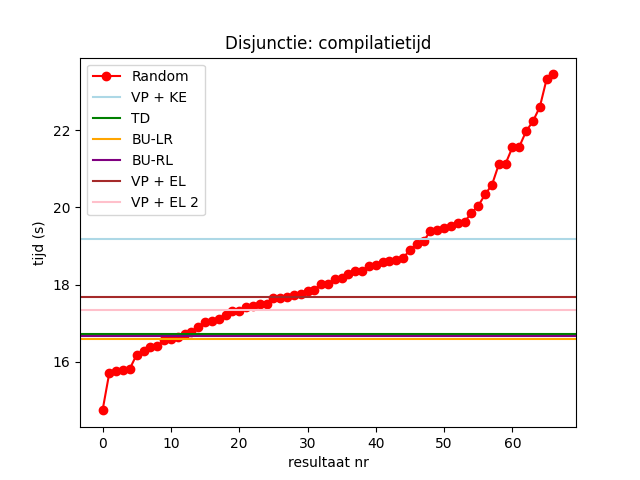 Disjunctie: compilatietijd
Random
VP + KE
TD
BU-LR
BU-RL
VP + EL
VP + EL 2
tijd (s)
22
20
18
16
0 10 20 30 40 50 60
resultaat nr